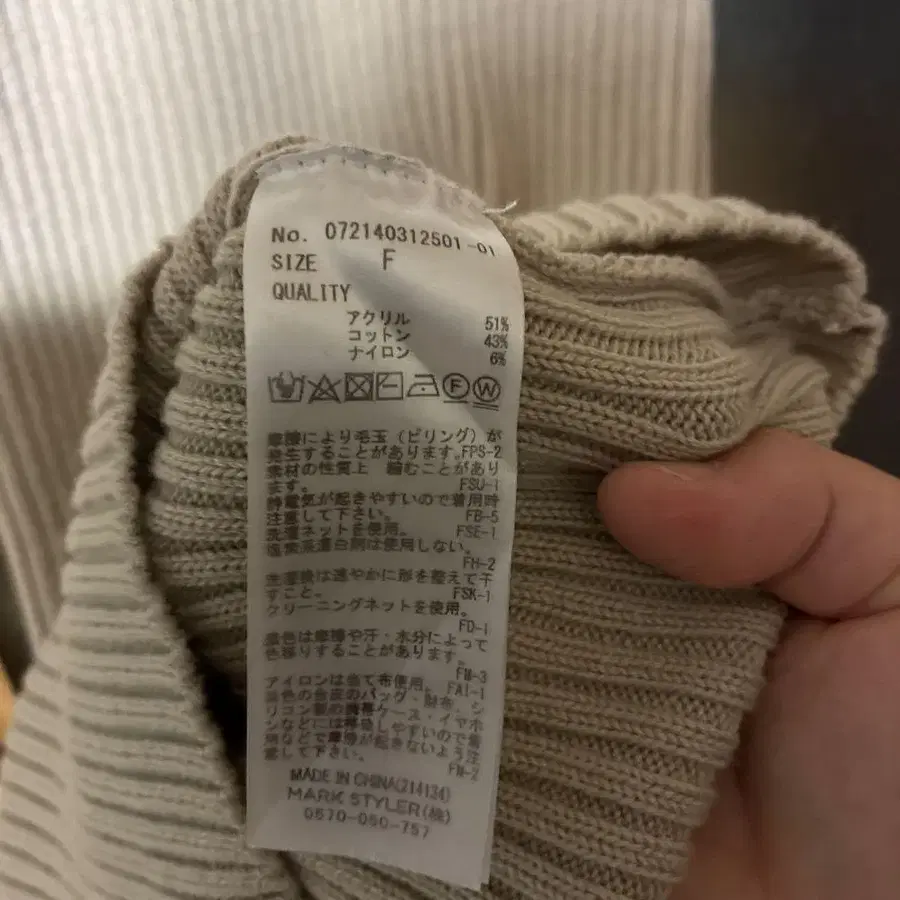 No. 072140312501-01
SIZE F
QUALITY
アクリル 51%
コットン 43%
ナイロン 6%
F W
摩擦により毛玉（ピリング）が
発生することがあります。FPS-2
素材の性質上 縮むことがあり
ます。 FSU-1
静電気が起きやすいので着用時
注意して下さい。 FB-5
洗濯ネットを使用。 FSE-1
塩素系漂白剤は使用しない。
FH-2
洗濯後は速やかに形を整えて干
すこと。 FSK-1
クリーニングネットを使用。
FD-1
濃色は摩擦や汗・水分によって
色移りすることがあります。
FM-3
アイロンは当て布使用。 FAI-1
淡色の合皮のバッグ・財布、シ
リコン製の携帯ケース・イヤホ
ンなどには移染しやすいので着
用などで摩擦が起きないよう注
意して下さい。 FM-2
MADE IN CHINA(214134)
MARK STYLER(株)
0570-050-757